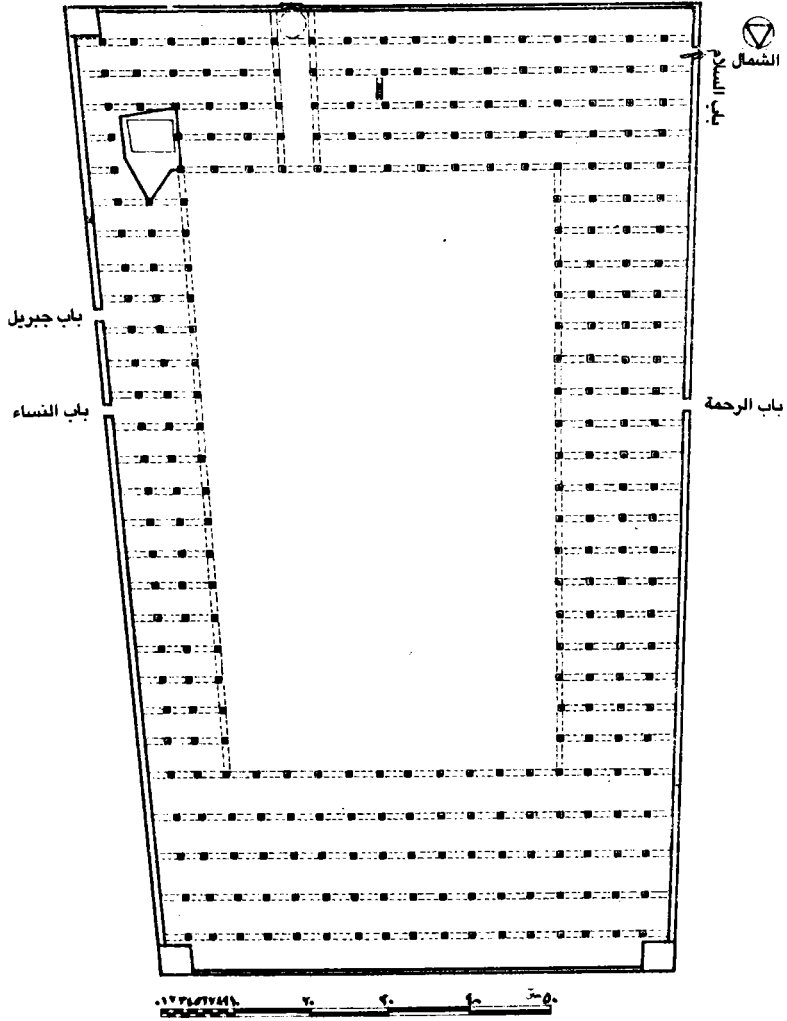 الشمال
باب السلام
باب جبريل
باب النساء
باب الرحمة
٢٠ ٣٠ ٤٠ ٥٠